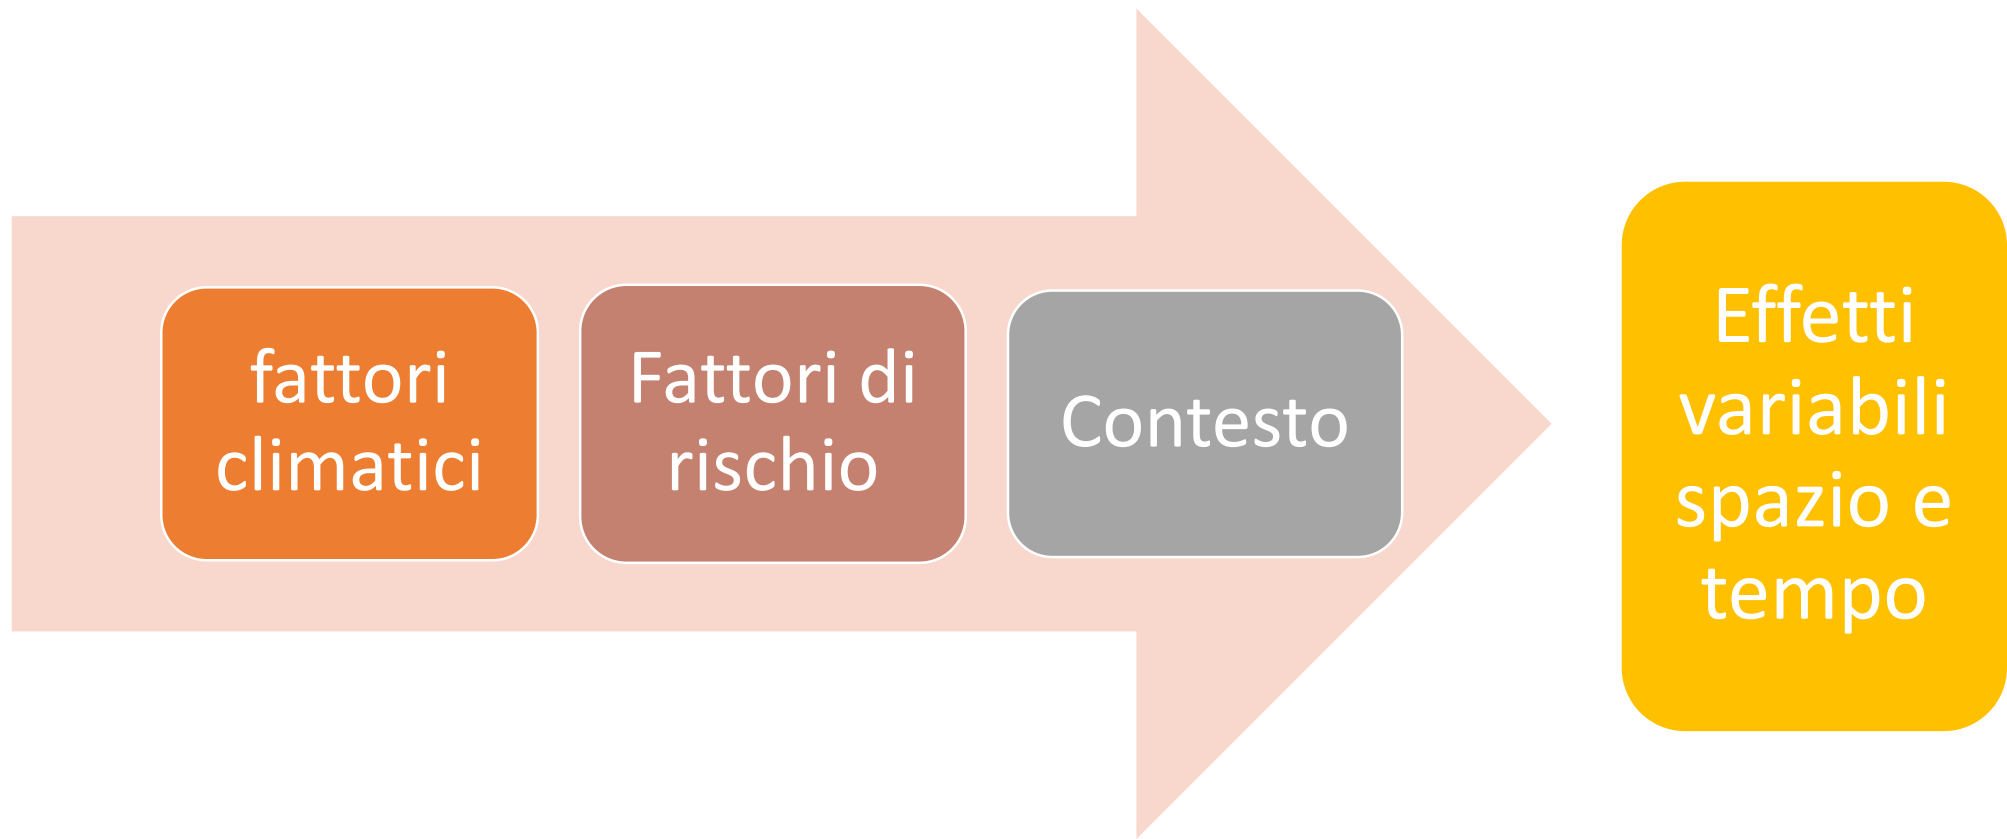 fattori
climatici
Fattori di
rischio
Contesto
Effetti
variabili
spazio e
tempo